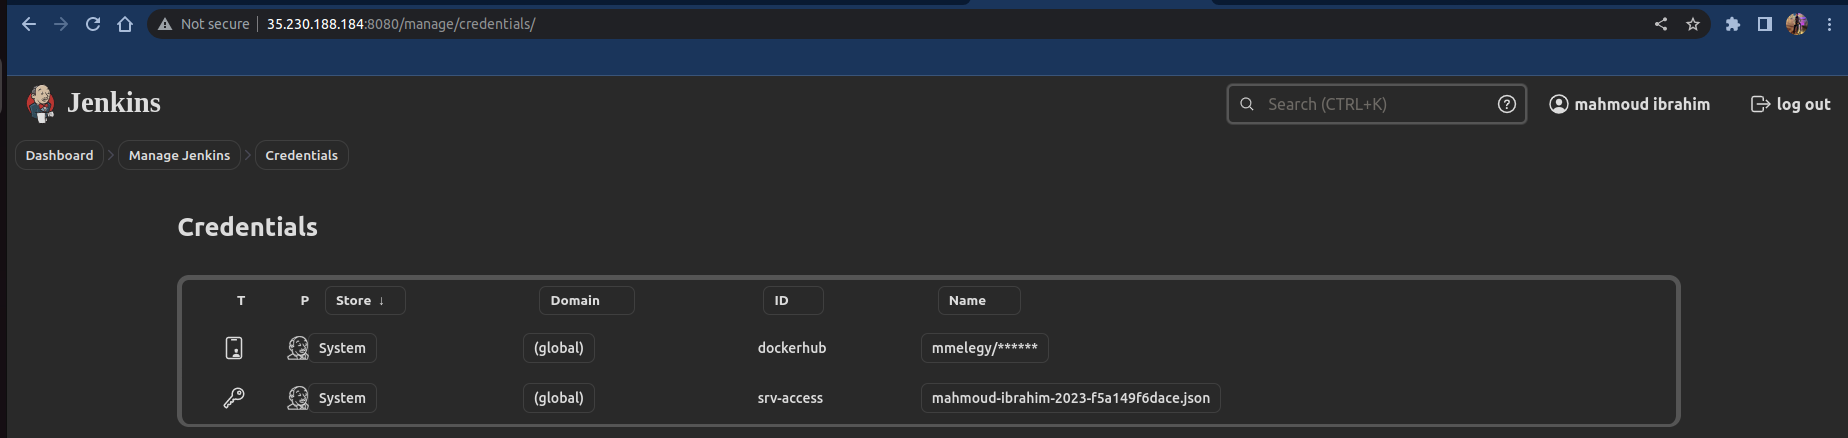 Not secure 35.230.188.184:8080/manage/credentials/
Jenkins Search (CTRL+K) ? mahmoud ibrahim log out
Dashboard Manage Jenkins Credentials
Credentials
T P Store ↓ Domain ID Name
System (global) dockerhub mmelegy/******
System (global) srv-access mahmoud-ibrahim-2023-f5a149f6dace.json